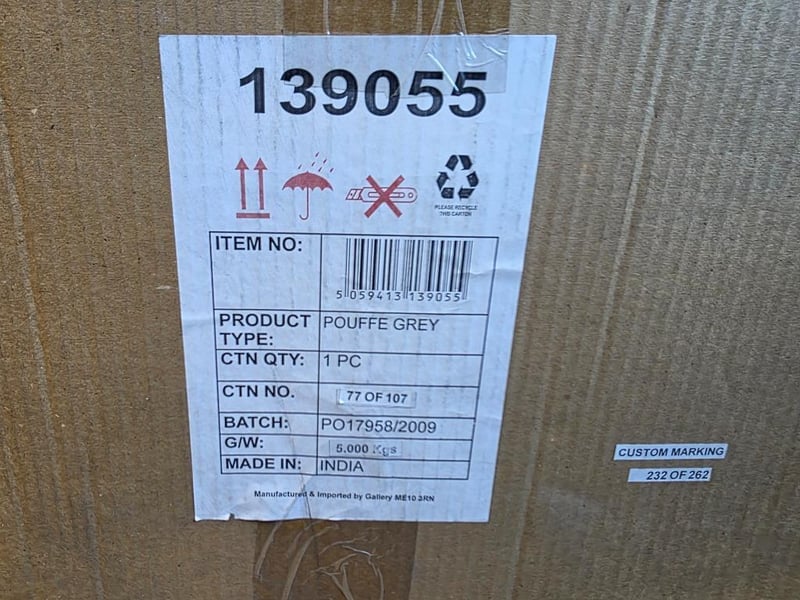 139055
PLEASE RECYCLE
THIS CARTON
ITEM NO:
5 059413 139055
PRODUCT TYPE: POUFFE GREY
CTN QTY: 1 PC
CTN NO. 77 OF 107
BATCH: PO17958/2009
G/W: 5.000 Kgs
MADE IN: INDIA
Manufactured & Imported by Gallery ME10 3RN
CUSTOM MARKING
232 OF 262